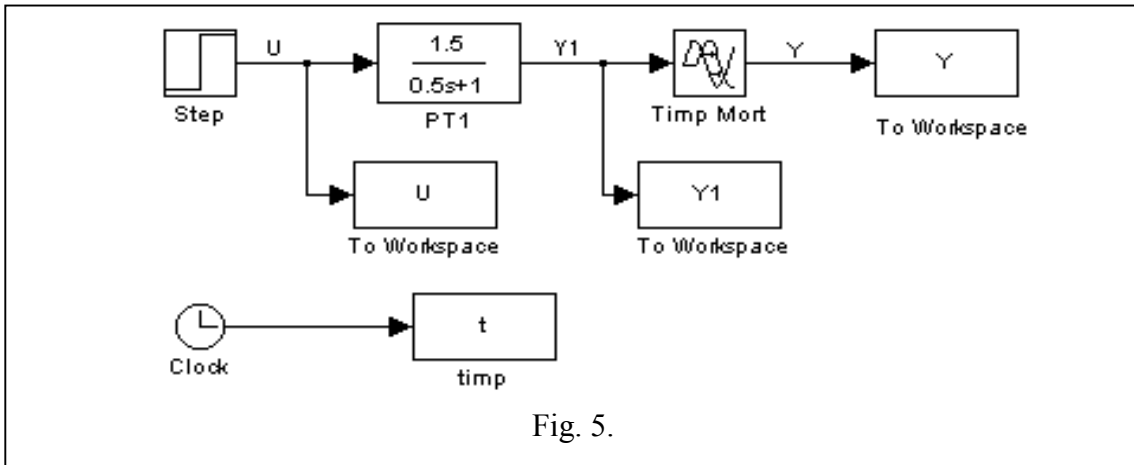 U
1.5
0.5s+1
Y1
Y
Y
Step
PT1
Timp Mort
To Workspace
U
Y1
To Workspace
To Workspace
t
Clock
timp
Fig. 5.